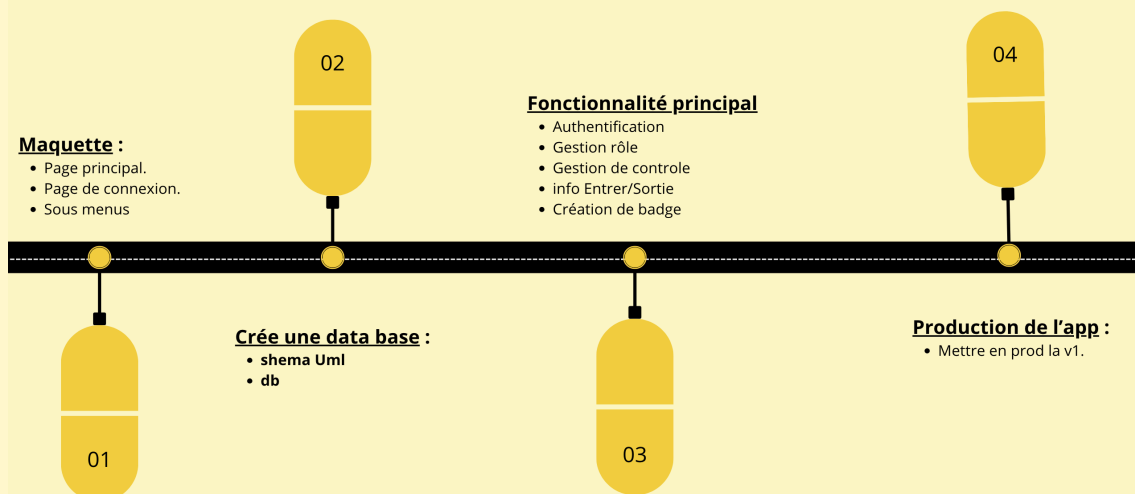 01
Maquette :
Page principal.
Page de connexion.
Sous menus
02
Crée une data base :
shema Uml
db
03
Fonctionnalité principal
Authentification
Gestion rôle
Gestion de controle
info Entrer/Sortie
Création de badge
04
Production de l’app :
Mettre en prod la v1.